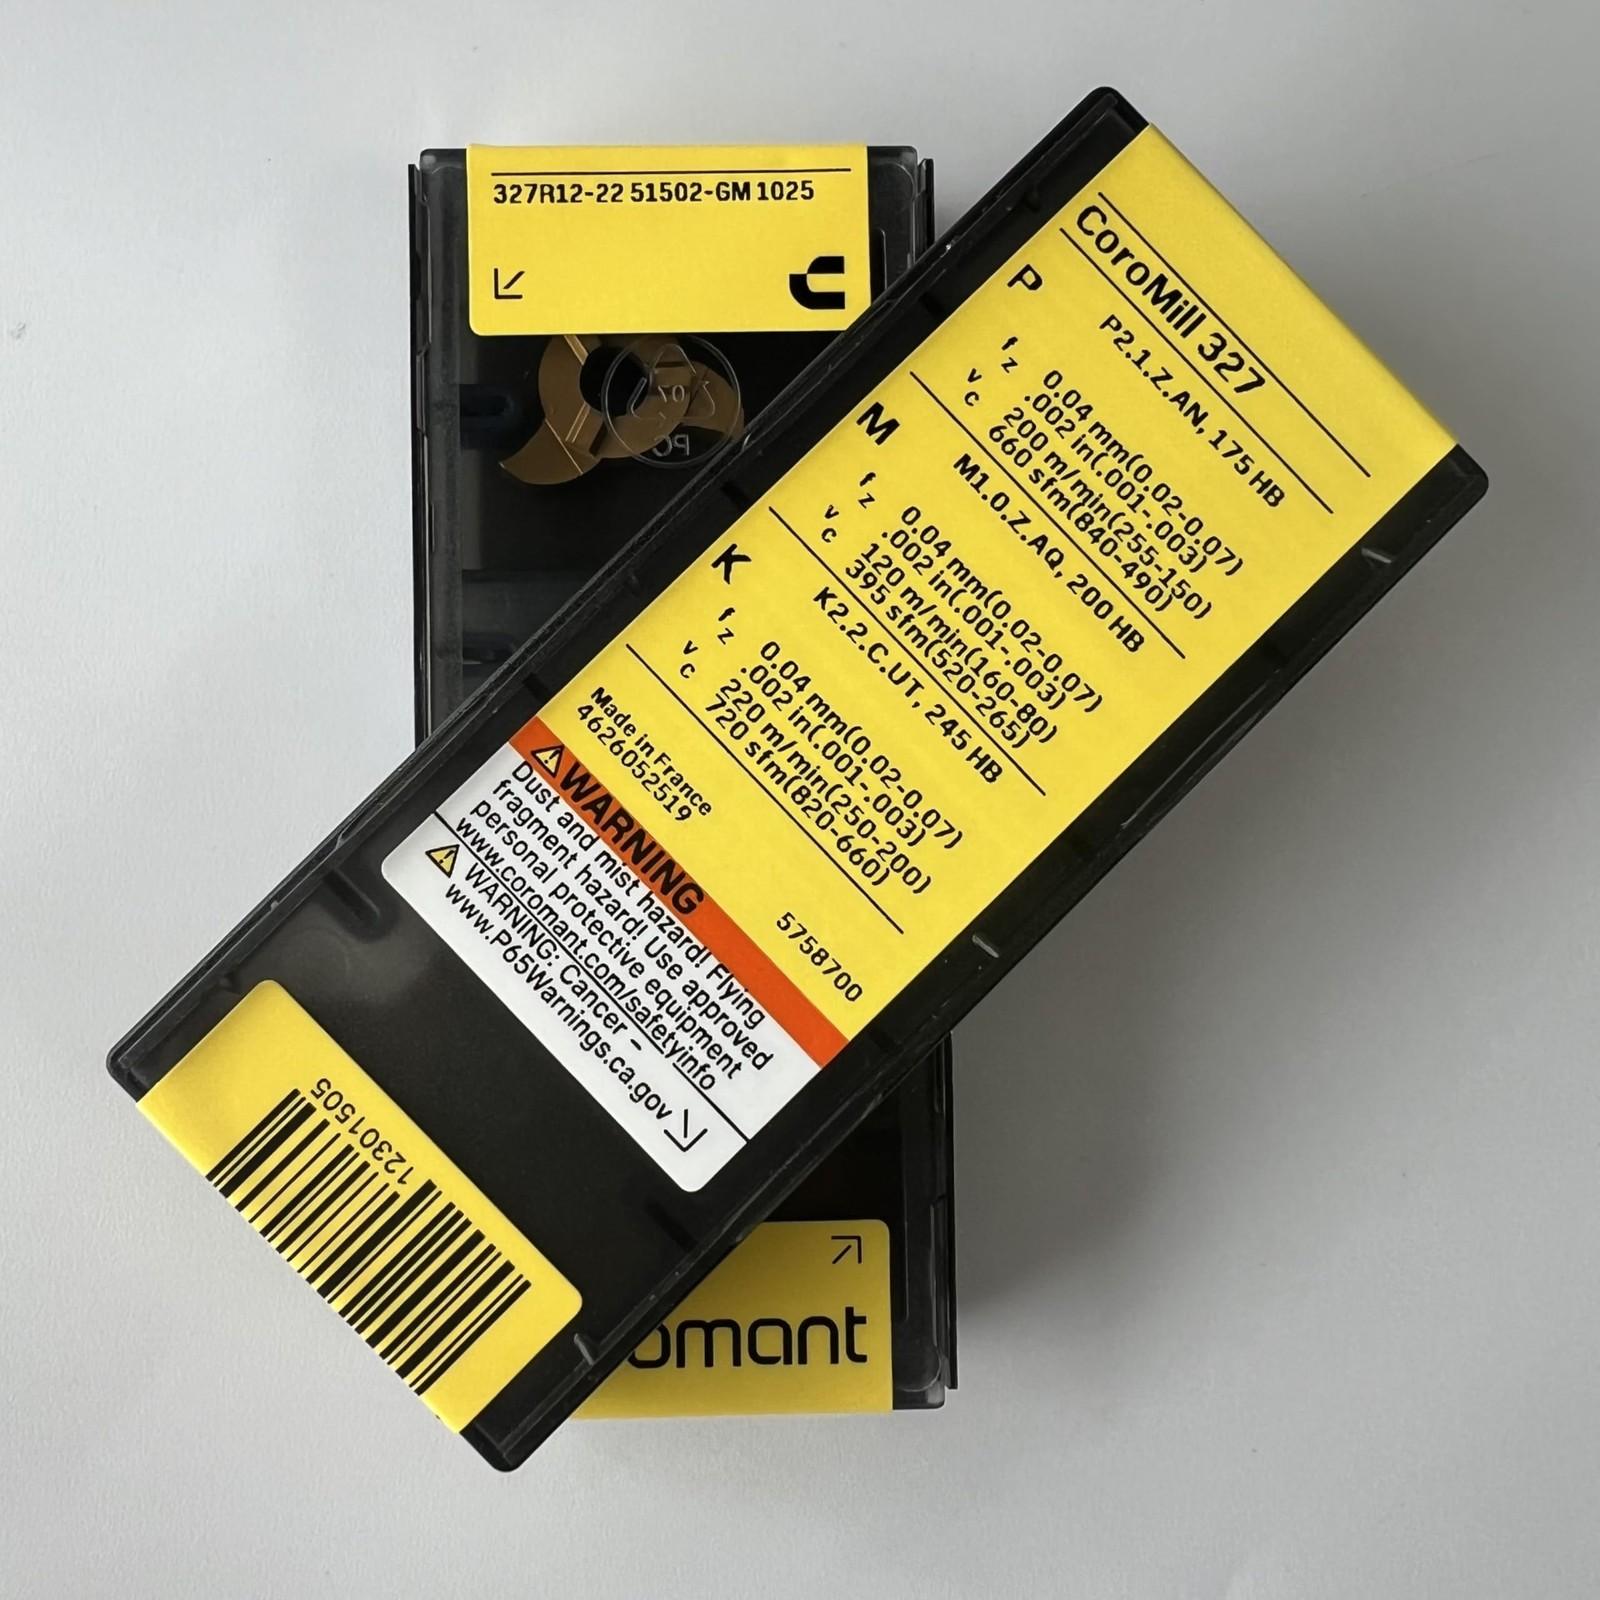 327R12-22 51502-GM 1025
07
PC
CoroMill 327
P
P2.1.Z.AN, 175 HB
fz 0.04 mm(0.02-0.07)
.002 in(.001-.003)
vc 200 m/min(255-150)
660 sfm(840-490)
M
M1.0.Z.AQ, 200 HB
fz 0.04 mm(0.02-0.07)
.002 in(.001-.003)
vc 120 m/min(160-80)
395 sfm(520-265)
K
K2.2.C.UT, 245 HB
fz 0.04 mm(0.02-0.07)
.002 in(.001-.003)
vc 220 m/min(250-200)
720 sfm(820-660)
Made in France
4626052519
5758700
WARNING
Dust and mist hazard! Flying
fragment hazard! Use approved
personal protective equipment
www.coromant.com/safetyinfo
WARNING: Cancer -
www.P65Warnings.ca.gov
12301505
omant